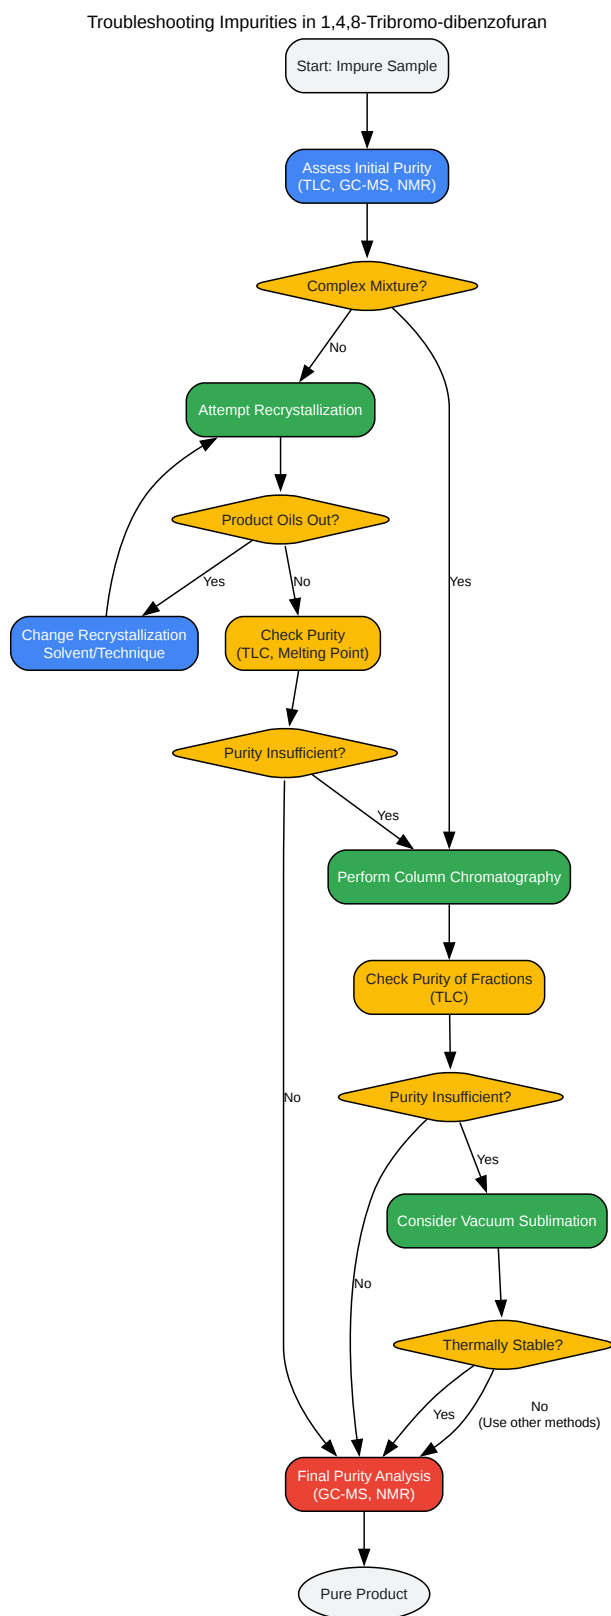 Troubleshooting Impurities in 1,4,8-Tribromo-dibenzofuran
Start: Impure Sample
Assess Initial Purity
(TLC, GC-MS, NMR)
Complex Mixture?
No
Attempt Recrystallization
Product Oils Out?
Yes
No
Yes
Change Recrystallization
Solvent/Technique
Check Purity
(TLC, Melting Point)
Purity Insufficient?
Yes
Perform Column Chromatography
Check Purity of Fractions
(TLC)
No
Purity Insufficient?
Yes
Consider Vacuum Sublimation
No
Thermally Stable?
Yes
No
(Use other methods)
Final Purity Analysis
(GC-MS, NMR)
Pure Product